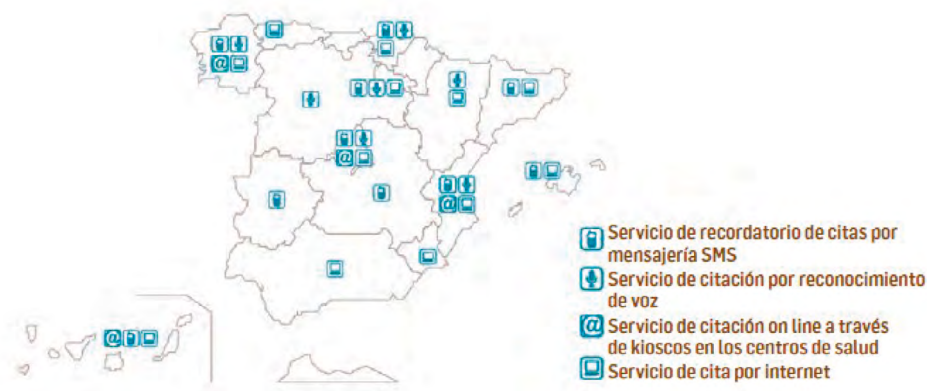 Servicio de recordatorio de citas por
mensajería SMS
Servicio de citación por reconocimiento
de voz
Servicio de citación on line a través
de kioscos en los centros de salud
Servicio de cita por internet